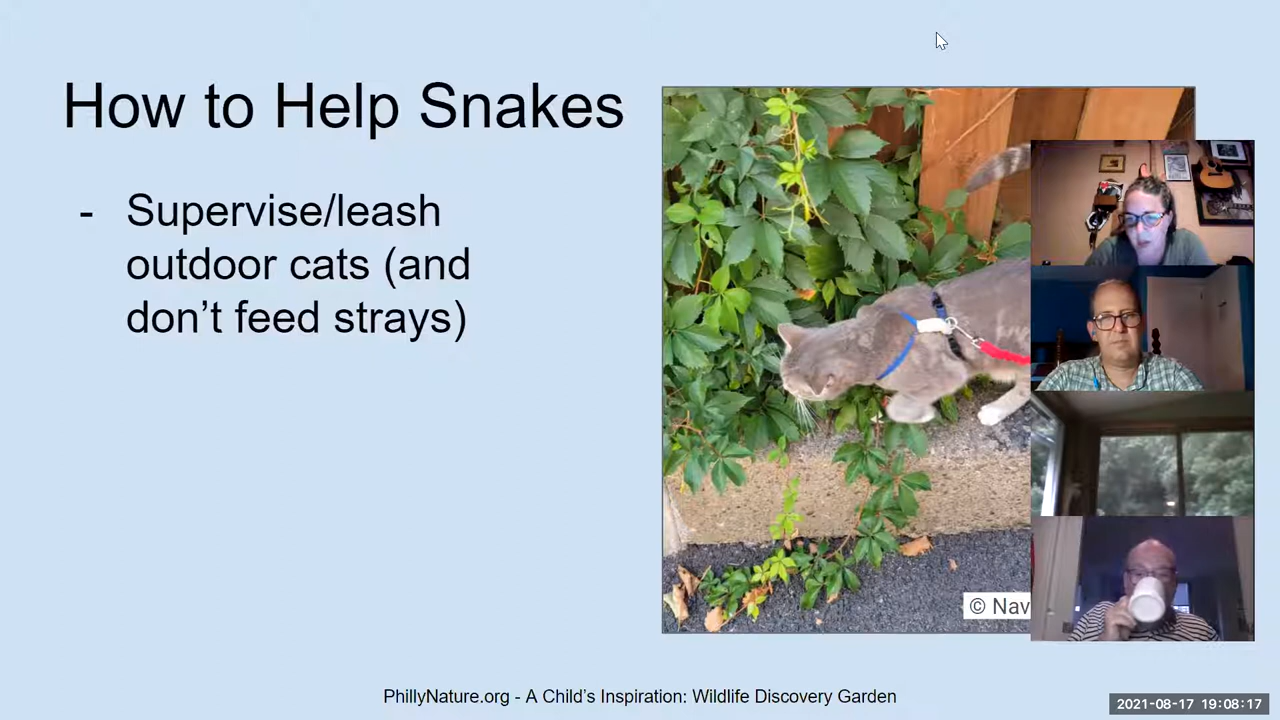 How to Help Snakes
- Supervise/leash
outdoor cats (and
don't feed strays)
© Nav
PhillyNature.org - A Child's Inspiration: Wildlife Discovery Garden
2021-08-17 19:08:17